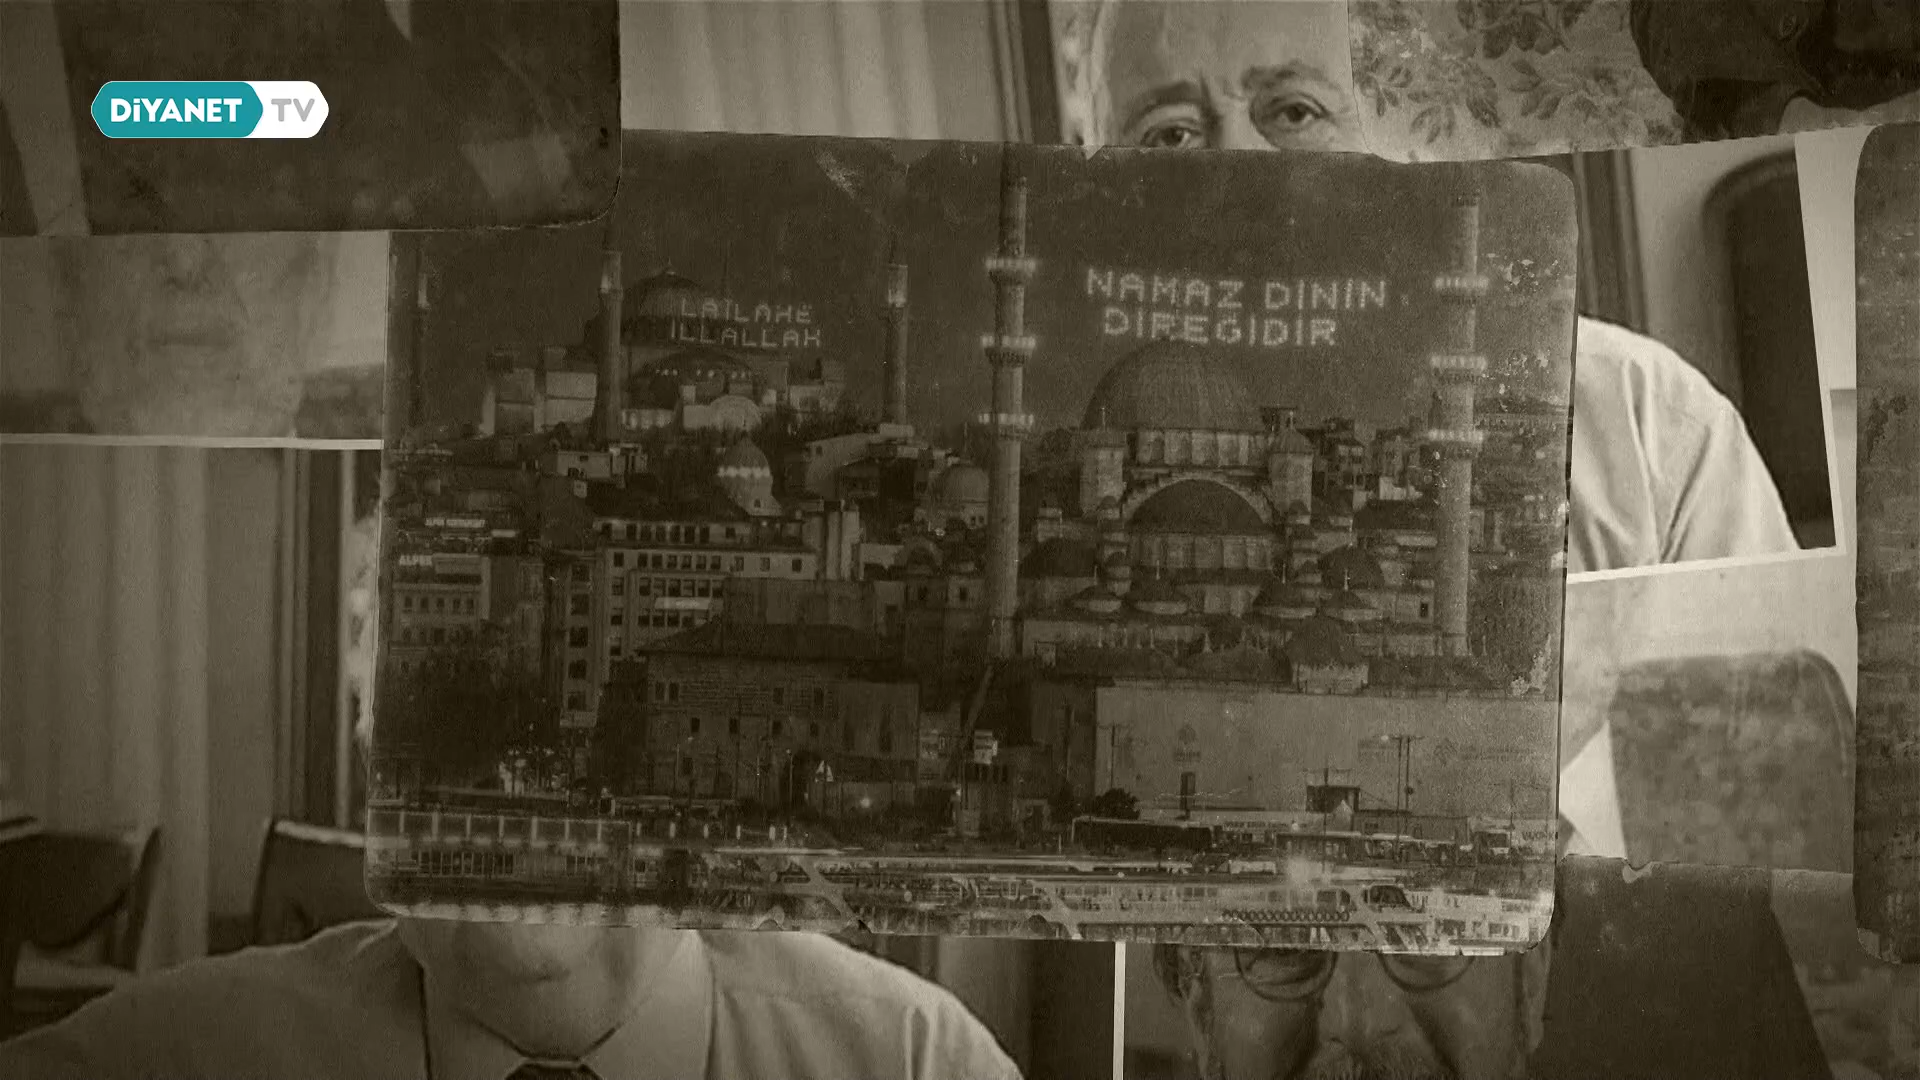 DİYANET TV
LAİLAHE
İLLALLAH
NAMAZ DİNİN
DİREĞİDİR